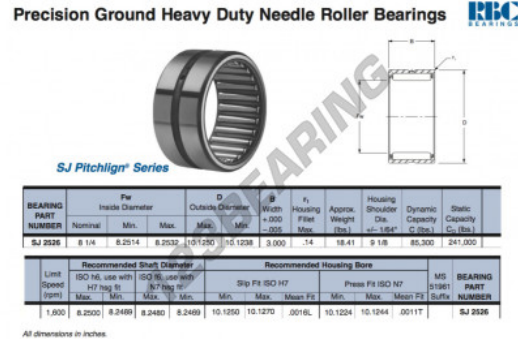 Precision Ground Heavy Duty Needle Roller Bearings RBC
BEARINGS
B
r₁
Fw
D
123BEARING
SJ Pitchlign® Series
BEARING PART NUMBER Fw Inside Diameter D Outside Diameter B Width +.000 -.005 r₁ Housing Fillet Max. Approx. Weight (lbs.) Housing Shoulder Dia. +/- 1/64" Dynamic Capacity C (lbs.) Static Capacity C₀ (lbs.)
Nominal Min. Max. Max. Min.
SJ 2526 8 1/4 8.2514 8.2532 10.1250 10.1238 3.000 .14 18.41 9 1/8 85,300 241,000
Limit Speed (rpm) Recommended Shaft Diameter Recommended Housing Bore MS 51961 Suffix BEARING PART NUMBER
ISO h6, use with H7 hsg fit ISO f6, use with N7 hsg fit Slip Fit ISO H7 Press Fit ISO N7
Max. Min. Max. Min. Min. Max. Mean Fit Min. Max. Mean Fit
1,600 8.2500 8.2489 8.2480 8.2469 10.1250 10.1270 .0016L 10.1224 10.1244 .0011T SJ 2526
All dimensions in inches.